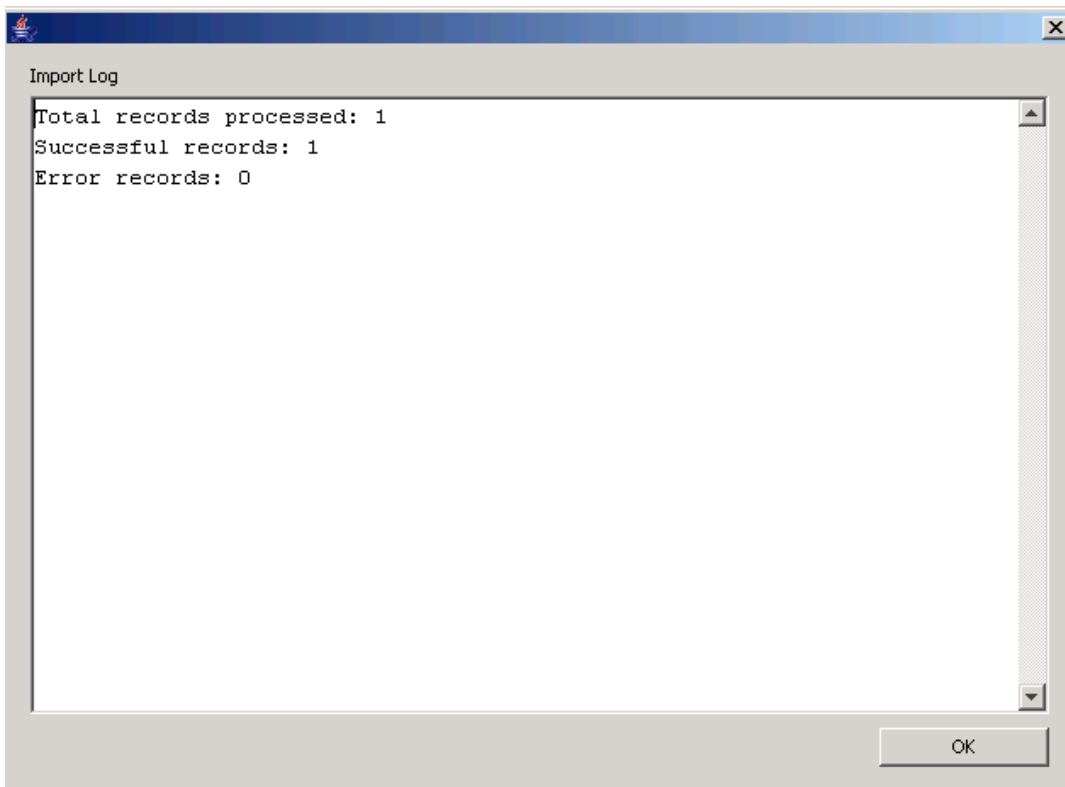 Import Log
Total records processed: 1
Successful records: 1
Error records: 0
OK